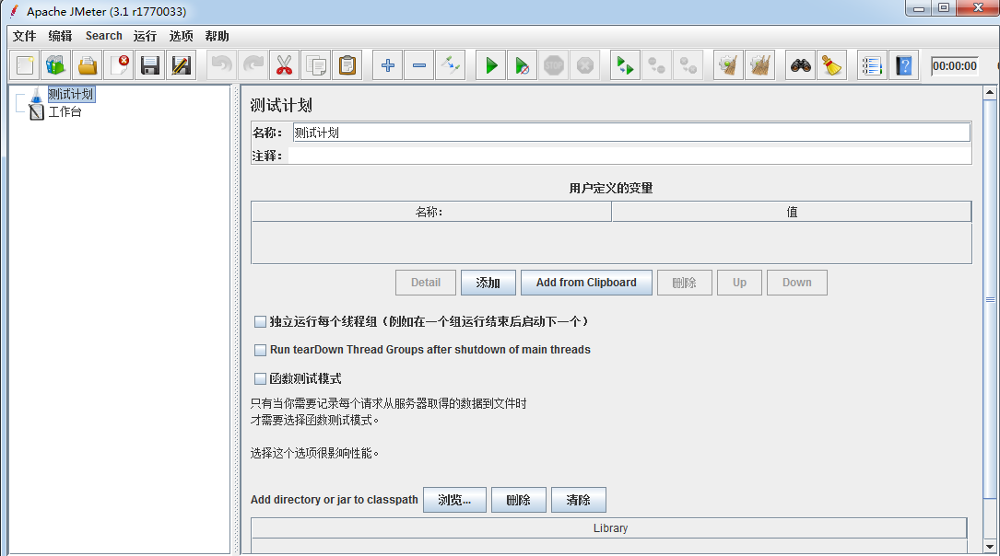 Apache JMeter (3.1 r1770033)
文件 编辑 Search 运行 选项 帮助
STOP 00:00:00
测试计划
工作台
测试计划
名称： 测试计划
注释：
用户定义的变量
名称： 值
Detail 添加 Add from Clipboard 删除 Up Down
独立运行每个线程组（例如在一个组运行结束后启动下一个）
Run tearDown Thread Groups after shutdown of main threads
函数测试模式
只有当你需要记录每个请求从服务器取得的数据到文件时
才需要选择函数测试模式。
选择这个选项很影响性能。
Add directory or jar to classpath 浏览... 删除 清除
Library